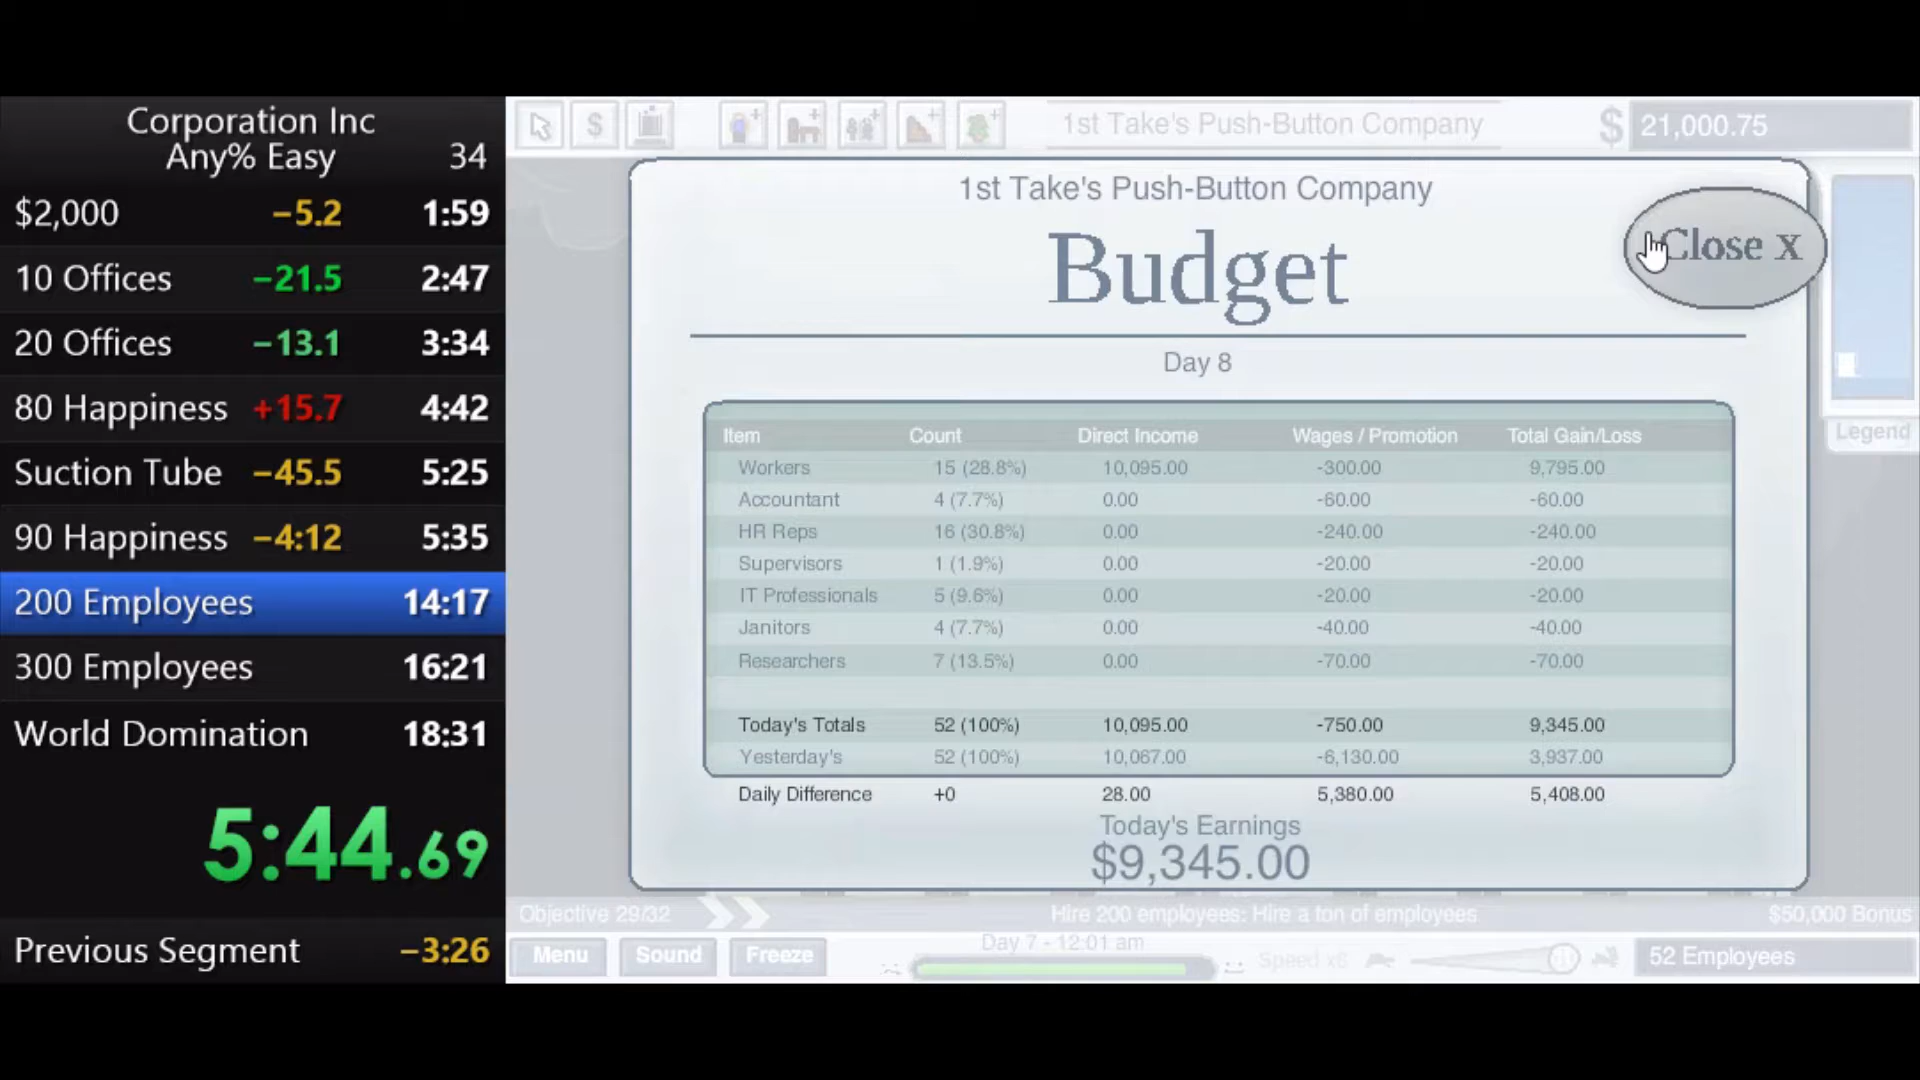 Corporation Inc
Any% Easy 34
$2,000 −5.2 1:59
10 Offices −21.5 2:47
20 Offices −13.1 3:34
80 Happiness +15.7 4:42
Suction Tube −45.5 5:25
90 Happiness −4:12 5:35
200 Employees 14:17
300 Employees 16:21
World Domination 18:31
5:44.69
Previous Segment −3:26
$ 1st Take's Push-Button Company $ 21,000.75
1st Take's Push-Button Company
Close X
Budget
Day 8
Legend
Item Count Direct Income Wages / Promotion Total Gain/Loss
Workers 15 (28.8%) 10,095.00 -300.00 9,795.00
Accountant 4 (7.7%) 0.00 -60.00 -60.00
HR Reps 16 (30.8%) 0.00 -240.00 -240.00
Supervisors 1 (1.9%) 0.00 -20.00 -20.00
IT Professionals 5 (9.6%) 0.00 -20.00 -20.00
Janitors 4 (7.7%) 0.00 -40.00 -40.00
Researchers 7 (13.5%) 0.00 -70.00 -70.00
Today's Totals 52 (100%) 10,095.00 -750.00 9,345.00
Yesterday's 52 (100%) 10,067.00 -6,130.00 3,937.00
Daily Difference +0 28.00 5,380.00 5,408.00
Today's Earnings
$9,345.00
Objective 29/32 Hire 200 employees: Hire a ton of employees $50,000 Bonus
Day 7 - 12:01 am
Menu Sound Freeze Speed x6 52 Employees